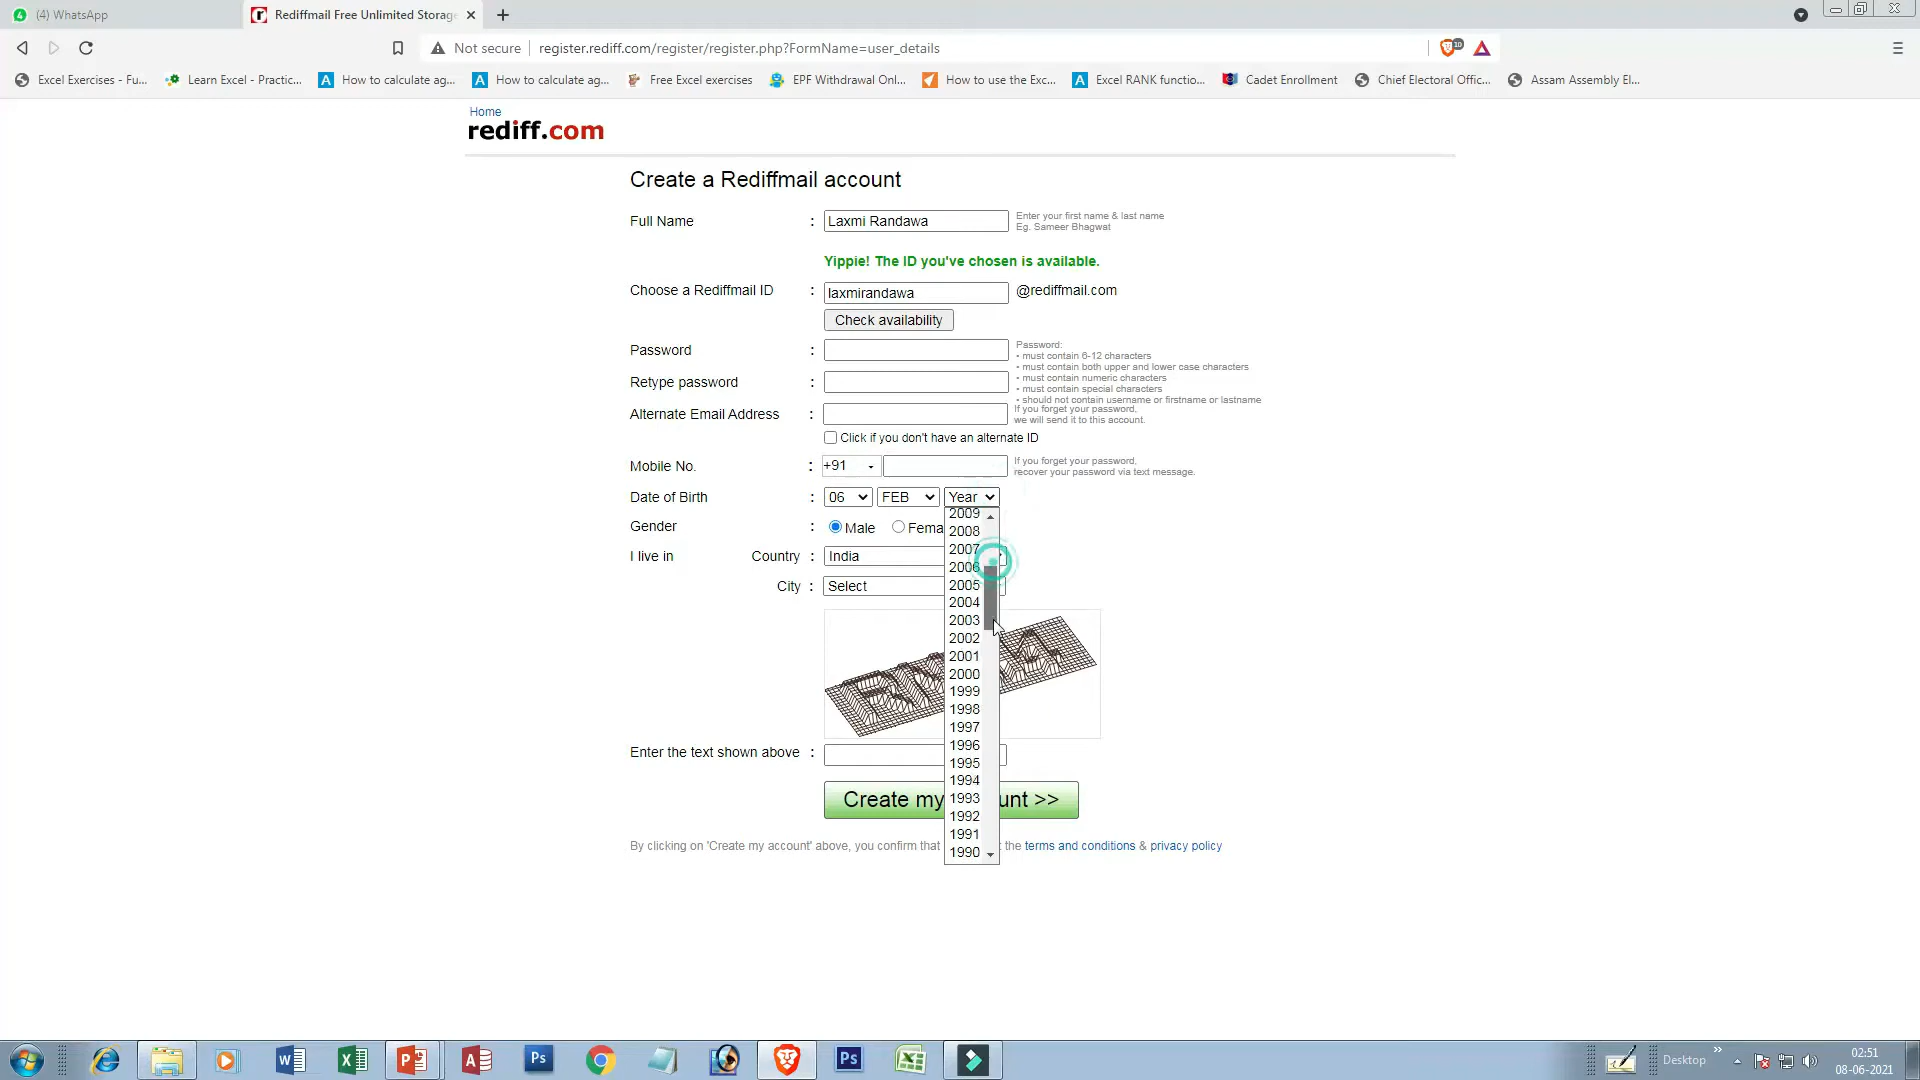 (4) WhatsApp
Rediffmail Free Unlimited Storage
Not secure
register.rediff.com/register/register.php?FormName=user_details
10
Excel Exercises - Fu...
Learn Excel - Practic...
How to calculate ag...
How to calculate ag...
Free Excel exercises
EPF Withdrawal Onl...
How to use the Exc...
Excel RANK functio...
Cadet Enrollment
Chief Electoral Offic...
Assam Assembly El...
Home
rediff.com
Create a Rediffmail account
Full Name : Laxmi Randawa
Enter your first name & last name
Eg. Sameer Bhagwat
Yippie! The ID you've chosen is available.
Choose a Rediffmail ID : laxmirandawa @rediffmail.com
Check availability
Password :
Password:
• must contain 6-12 characters
• must contain both upper and lower case characters
• must contain numeric characters
• must contain special characters
• should not contain username or firstname or lastname
Retype password :
Alternate Email Address :
If you forget your password,
we will send it to this account.
Click if you don't have an alternate ID
Mobile No. : +91
If you forget your password,
recover your password via text message.
Date of Birth : 06 FEB Year
2009
2008
2007
2006
2005
2004
2003
2002
2001
2000
1999
1998
1997
1996
1995
1994
1993
1992
1991
1990
Gender : Male Fema
I live in Country : India
City : Select
Enter the text shown above :
Create my unt >>
By clicking on 'Create my account' above, you confirm that the terms and conditions & privacy policy
Desktop
02:51
08-06-2021